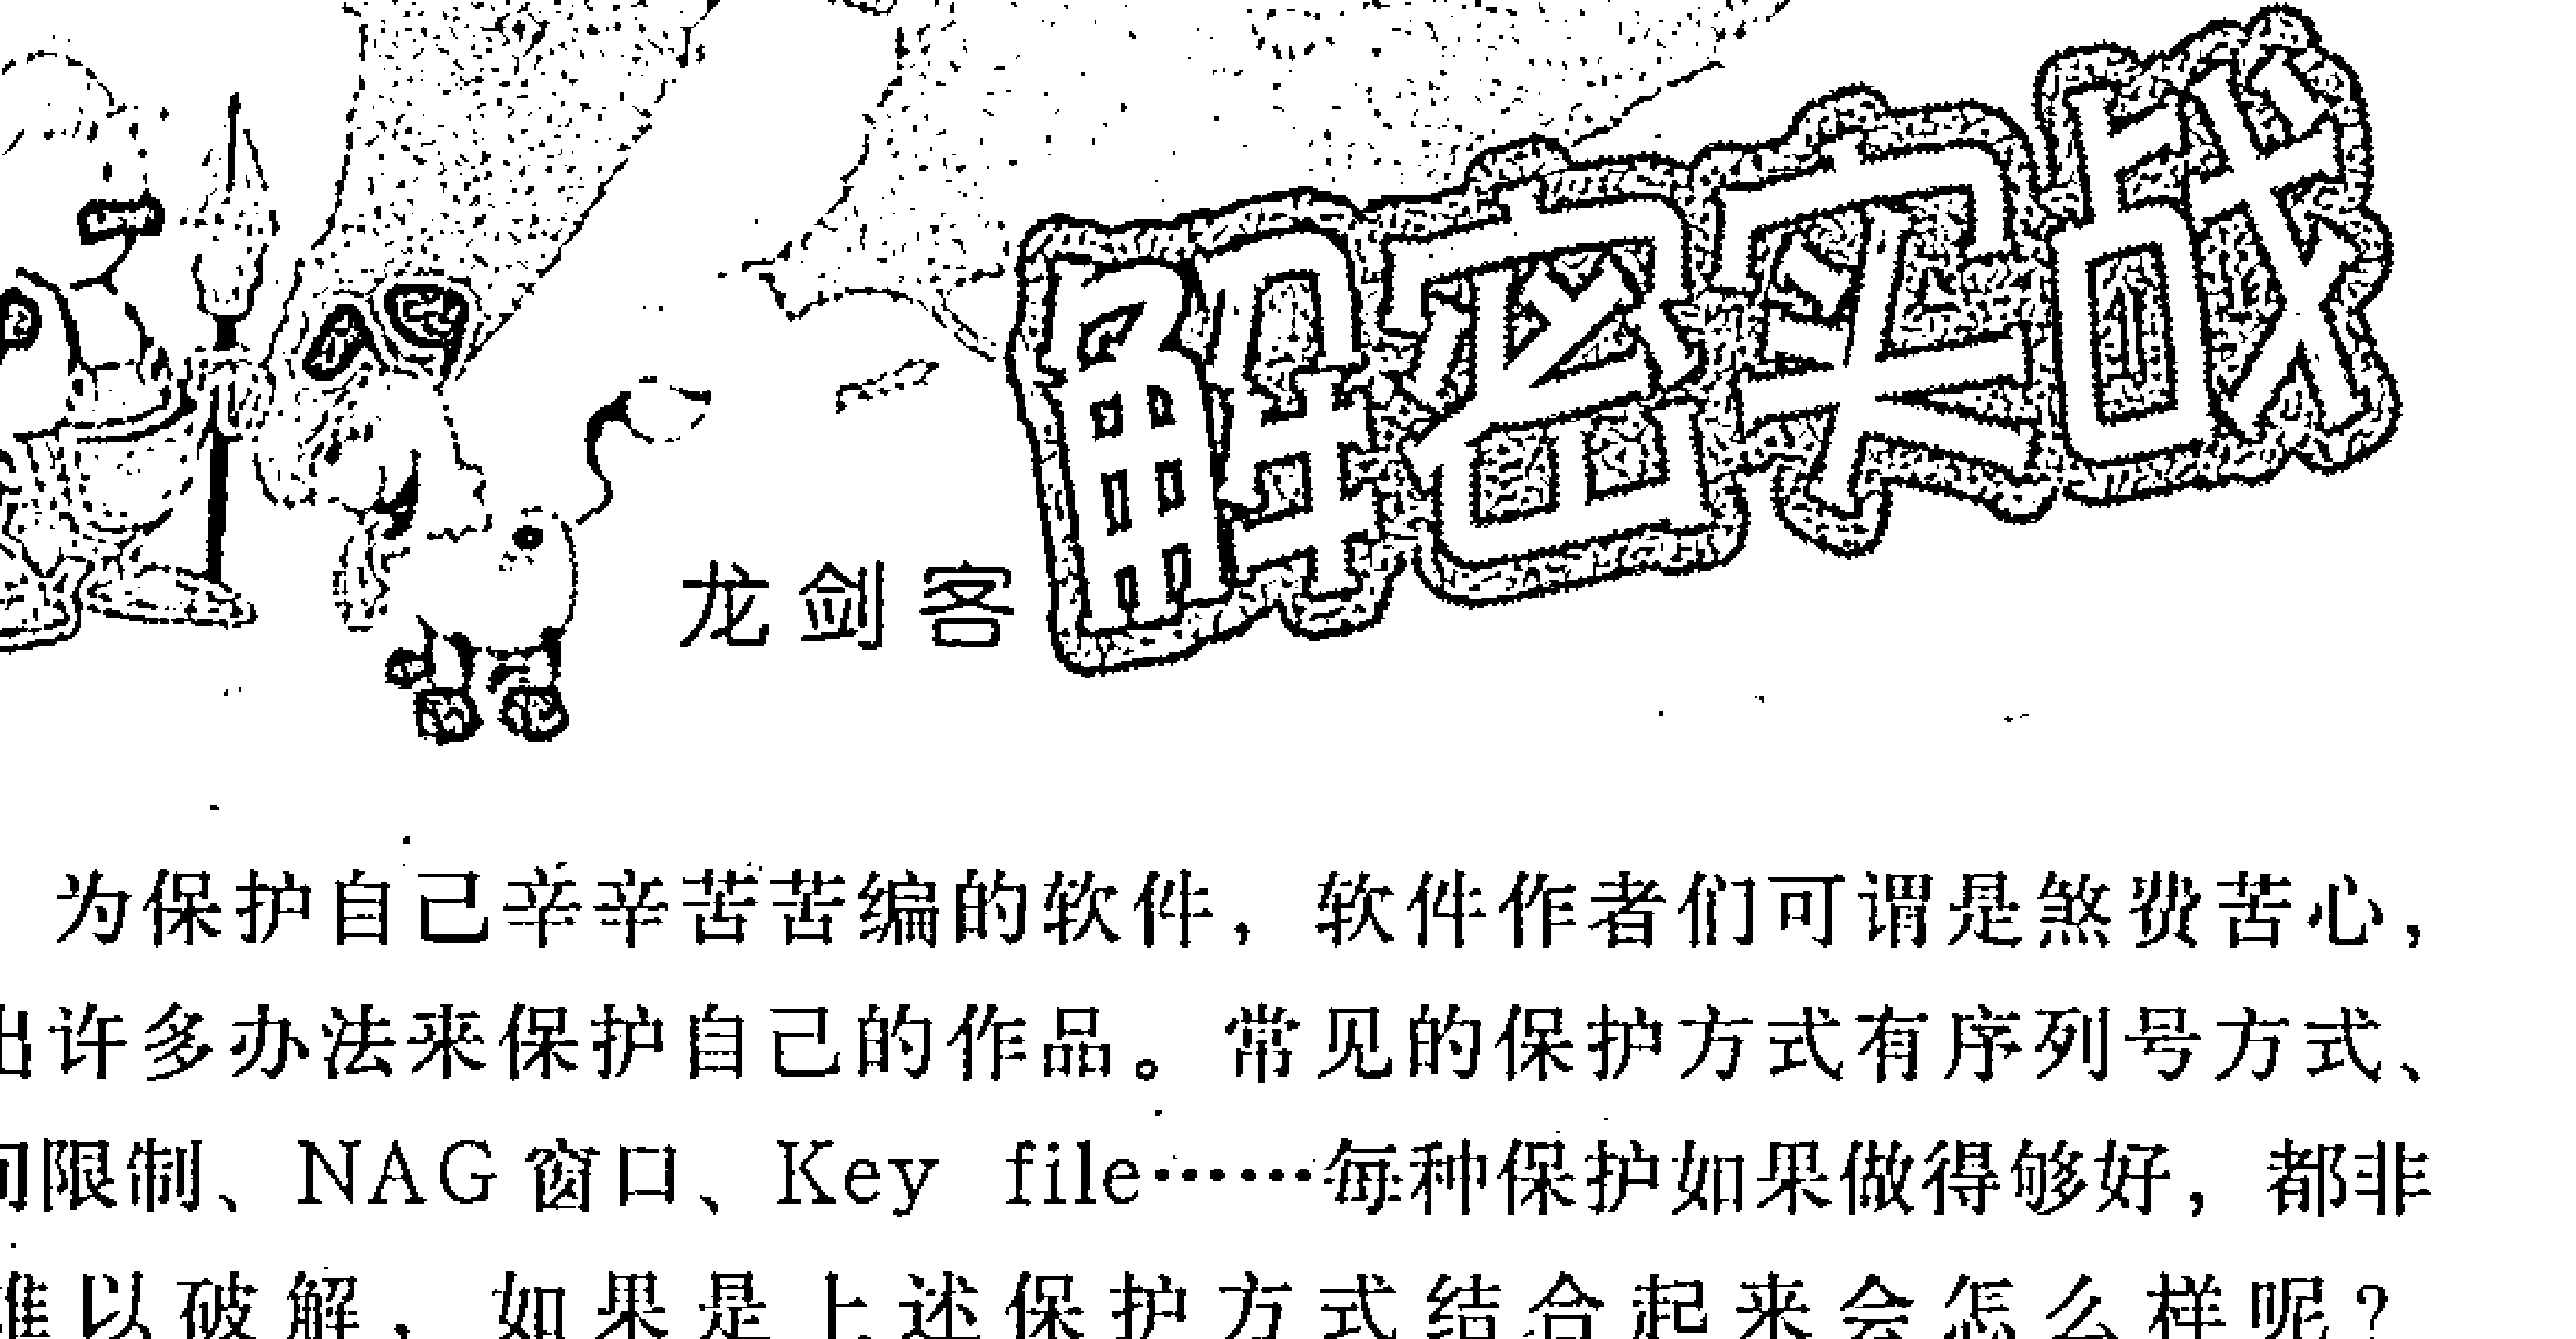 解密实战
龙剑客
为保护自己辛辛苦苦编的软件，软件作者们可谓是煞费苦心，
出许多办法来保护自己的作品。常见的保护方式有序列号方式、
间限制、NAG窗口、Key file……每种保护如果做得够好，都非
难以破解，如果是上述保护方式结合起来会怎么样呢？